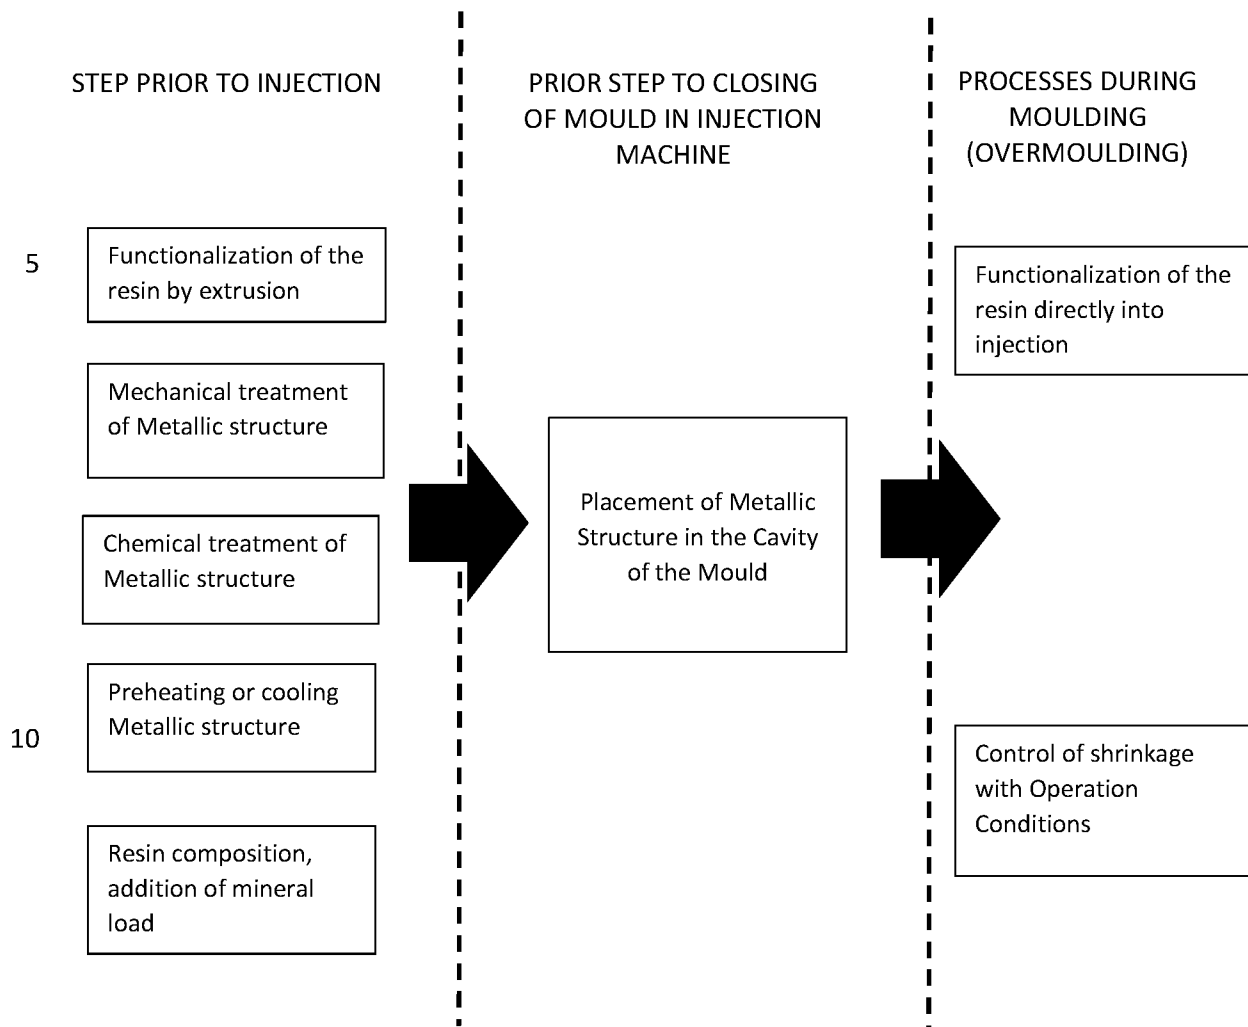 STEP PRIOR TO INJECTION
PRIOR STEP TO CLOSING
OF MOULD IN INJECTION
MACHINE
PROCESSES DURING
MOULDING
(OVERMOULDING)
5
Functionalization of the
resin by extrusion
Mechanical treatment
of Metallic structure
Chemical treatment of
Metallic structure
10
Preheating or cooling
Metallic structure
Resin composition,
addition of mineral
load
Placement of Metallic
Structure in the Cavity
of the Mould
Functionalization of the
resin directly into
injection
Control of shrinkage
with Operation
Conditions